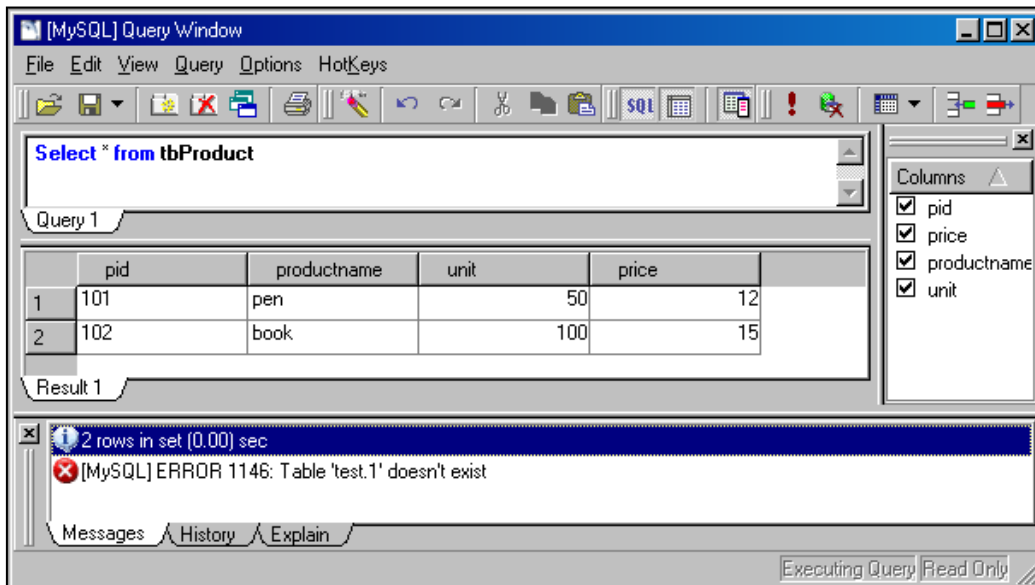 [MySQL] Query Window
File Edit View Query Options HotKeys
SQL
Select * from tbProduct
Query 1
Columns
pid
price
productname
unit
pid productname unit price
1 101 pen 50 12
2 102 book 100 15
Result 1
2 rows in set (0.00) sec
[MySQL] ERROR 1146: Table 'test.1' doesn't exist
Messages History Explain
Executing Query Read Only